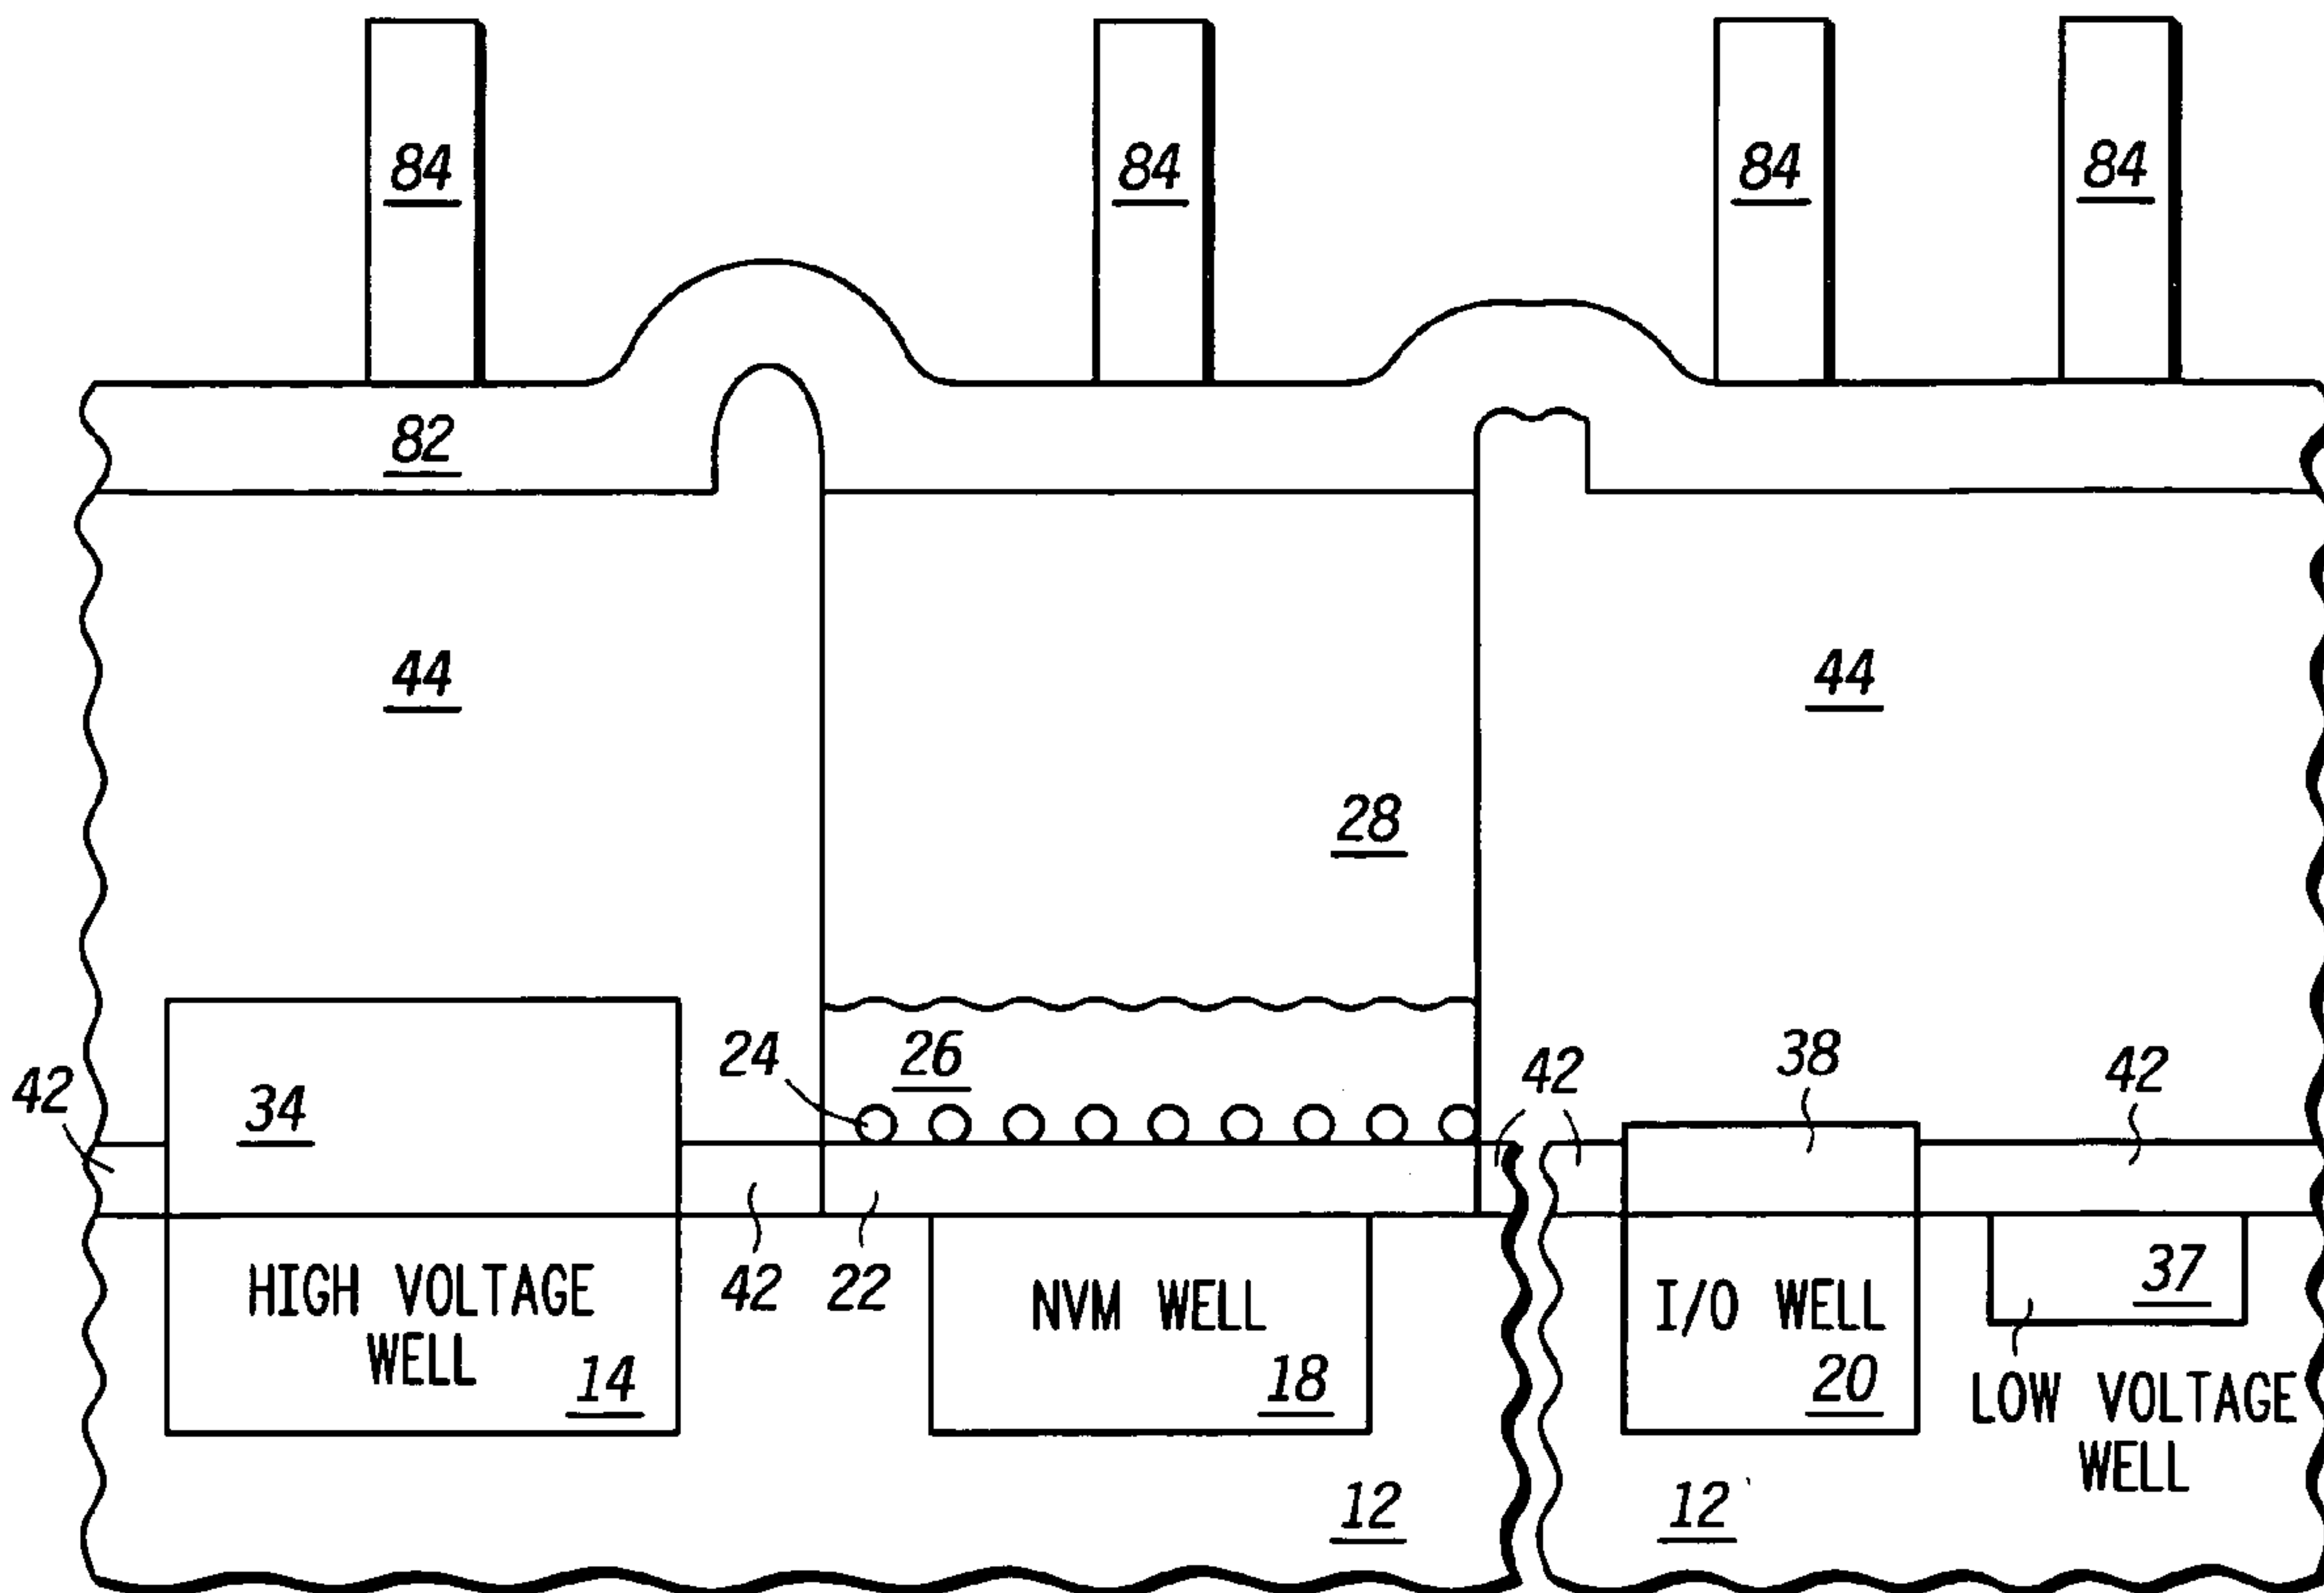 84 84 84 84
82
44 44
28
24 26 42 38 42
42 34
HIGH VOLTAGE
WELL
14
42 22
NVM WELL
18
I/O WELL
20
37
LOW VOLTAGE
WELL
12 12